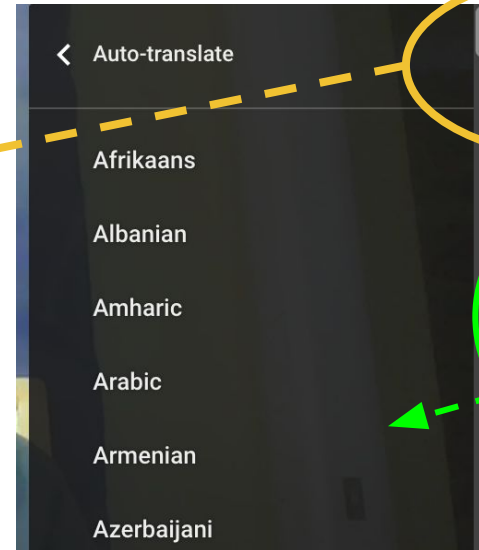 Auto-translate
Afrikaans
Albanian
Amharic
Arabic
Armenian
Azerbaijani